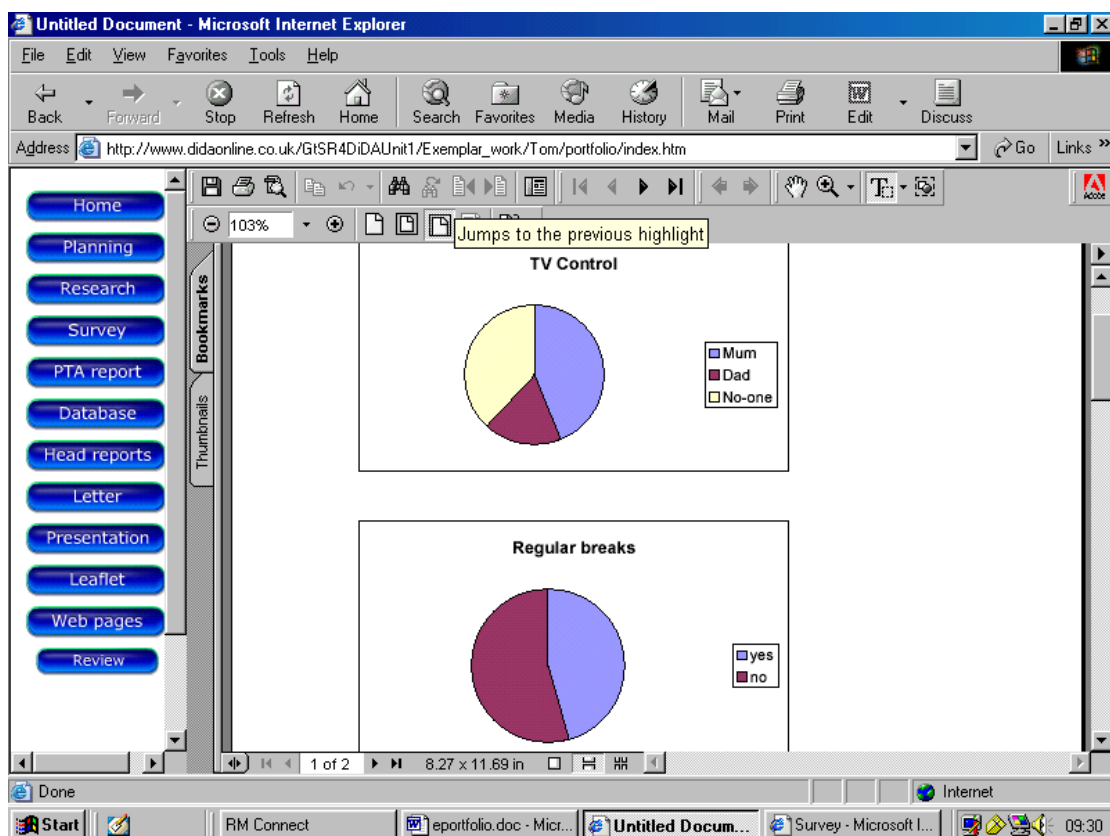 Untitled Document - Microsoft Internet Explorer
File Edit View Favorites Tools Help
Back Forward Stop Refresh Home Search Favorites Media History Mail Print Edit Discuss
Address http://www.didaonline.co.uk/GtSR4DiDAUnit1/Exemplar_work/Tom/portfolio/index.htm Go Links »
Home
Planning
Research
Survey
PTA report
Database
Head reports
Letter
Presentation
Leaflet
Web pages
Review
Adobe
103%
Jumps to the previous highlight
Bookmarks
Thumbnails
TV Control
Mum
Dad
No-one
Regular breaks
yes
no
1 of 2 8.27 x 11.69 in
Done Internet
Start RM Connect eportfolio.doc - Micr... Untitled Docum... Survey - Microsoft I... 09:30